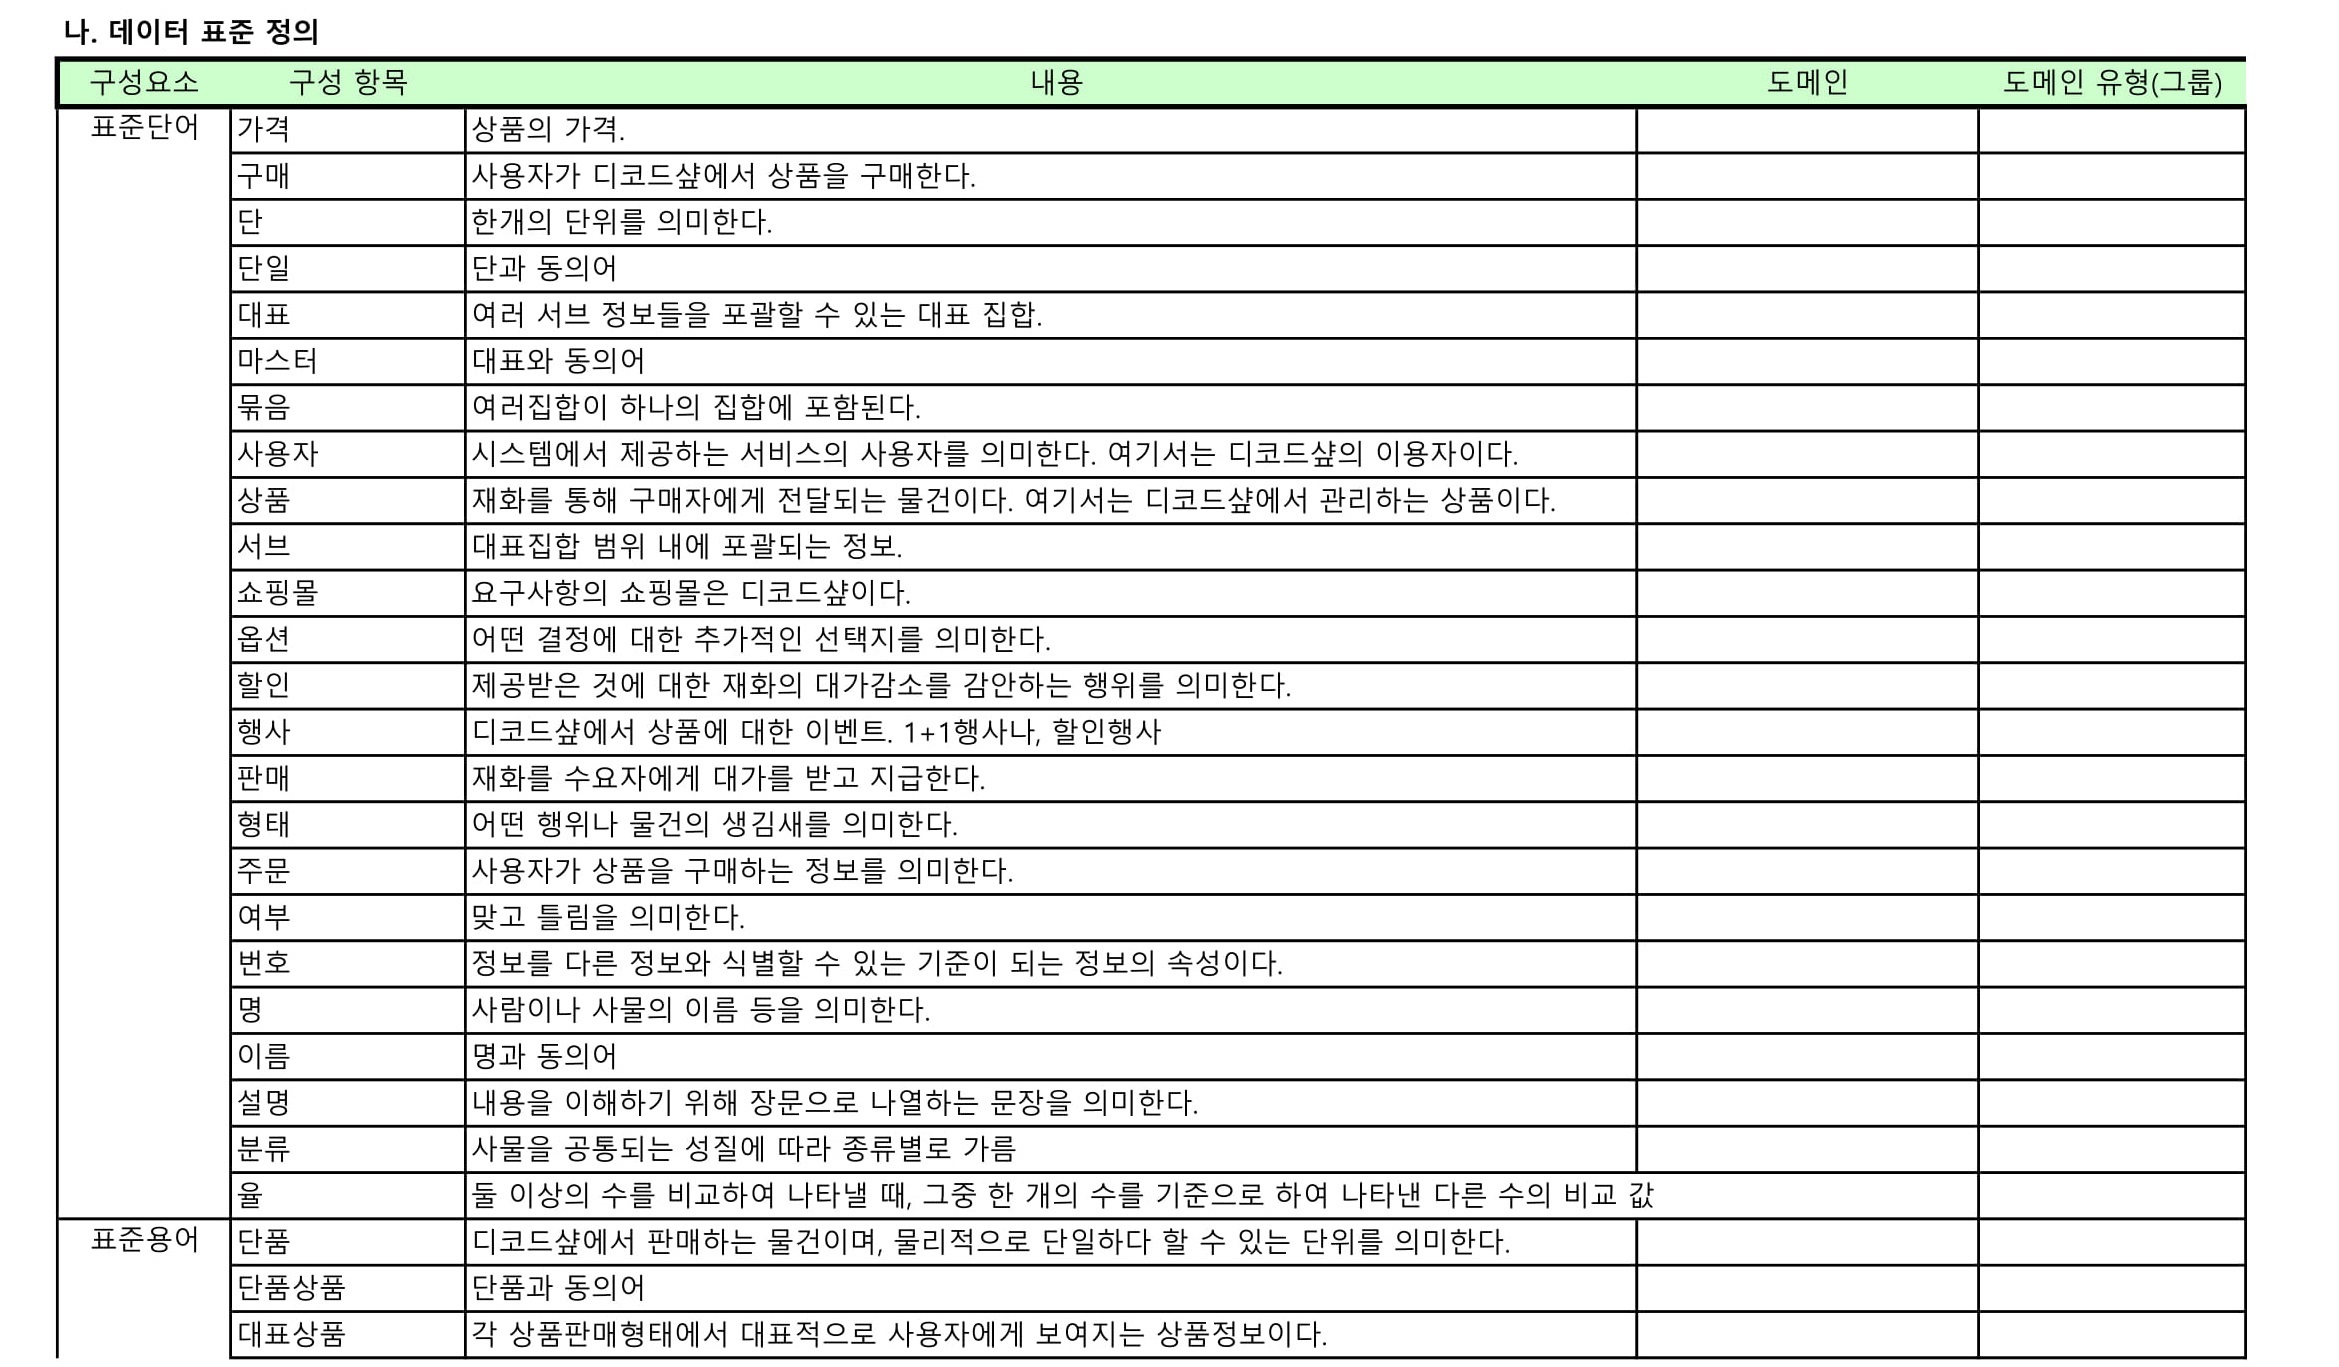 나. 데이터 표준 정의
구성요소 구성 항목 내용 도메인 도메인 유형(그룹)
표준단어 가격 상품의 가격.
구매 사용자가 디코드샾에서 상품을 구매한다.
단 한개의 단위를 의미한다.
단일 단과 동의어
대표 여러 서브 정보들을 포괄할 수 있는 대표 집합.
마스터 대표와 동의어
묶음 여러집합이 하나의 집합에 포함된다.
사용자 시스템에서 제공하는 서비스의 사용자를 의미한다. 여기서는 디코드샾의 이용자이다.
상품 재화를 통해 구매자에게 전달되는 물건이다. 여기서는 디코드샾에서 관리하는 상품이다.
서브 대표집합 범위 내에 포괄되는 정보.
쇼핑몰 요구사항의 쇼핑몰은 디코드샾이다.
옵션 어떤 결정에 대한 추가적인 선택지를 의미한다.
할인 제공받은 것에 대한 재화의 대가감소를 감안하는 행위를 의미한다.
행사 디코드샾에서 상품에 대한 이벤트. 1+1행사나, 할인행사
판매 재화를 수요자에게 대가를 받고 지급한다.
형태 어떤 행위나 물건의 생김새를 의미한다.
주문 사용자가 상품을 구매하는 정보를 의미한다.
여부 맞고 틀림을 의미한다.
번호 정보를 다른 정보와 식별할 수 있는 기준이 되는 정보의 속성이다.
명 사람이나 사물의 이름 등을 의미한다.
이름 명과 동의어
설명 내용을 이해하기 위해 장문으로 나열하는 문장을 의미한다.
분류 사물을 공통되는 성질에 따라 종류별로 가름
율 둘 이상의 수를 비교하여 나타낼 때, 그중 한 개의 수를 기준으로 하여 나타낸 다른 수의 비교 값
표준용어 단품 디코드샾에서 판매하는 물건이며, 물리적으로 단일하다 할 수 있는 단위를 의미한다.
단품상품 단품과 동의어
대표상품 각 상품판매형태에서 대표적으로 사용자에게 보여지는 상품정보이다.